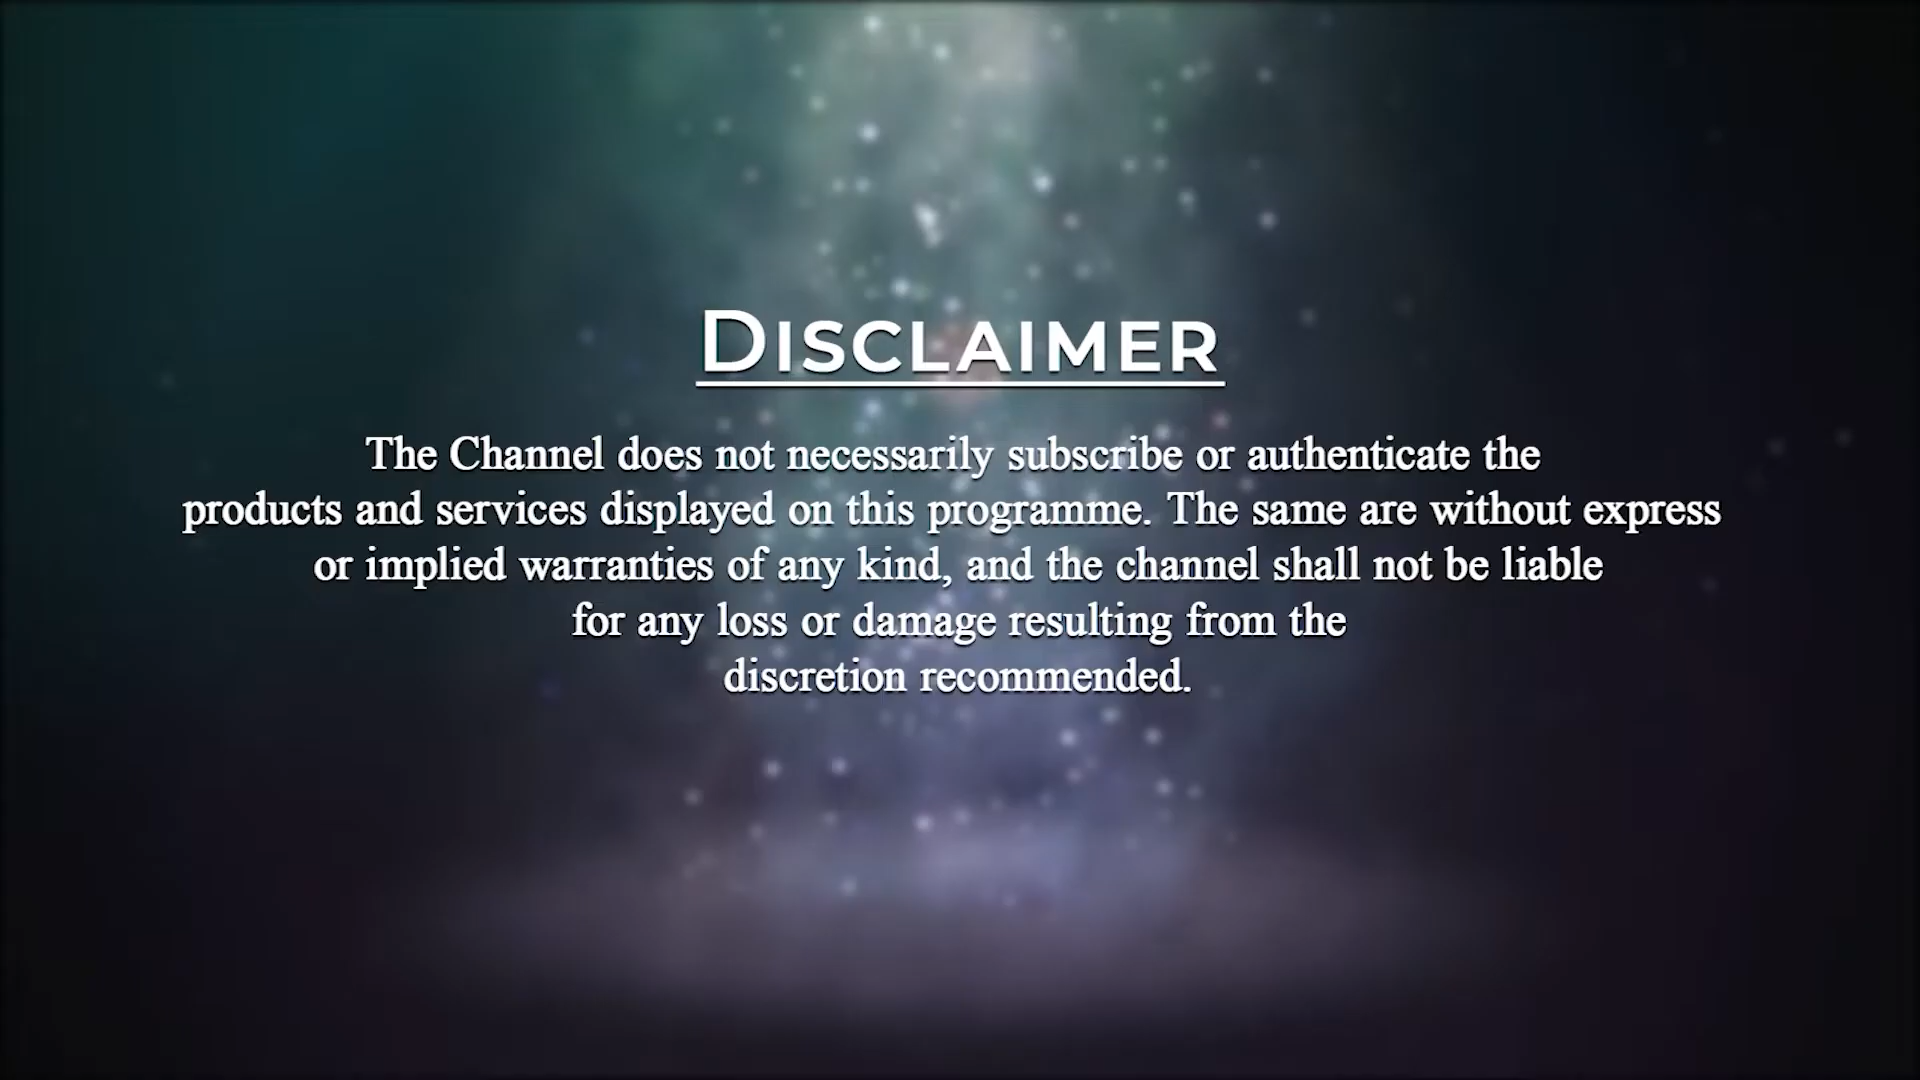 DISCLAIMER
The Channel does not necessarily subscribe or authenticate the
products and services displayed on this programme. The same are without express
or implied warranties of any kind, and the channel shall not be liable
for any loss or damage resulting from the
discretion recommended.